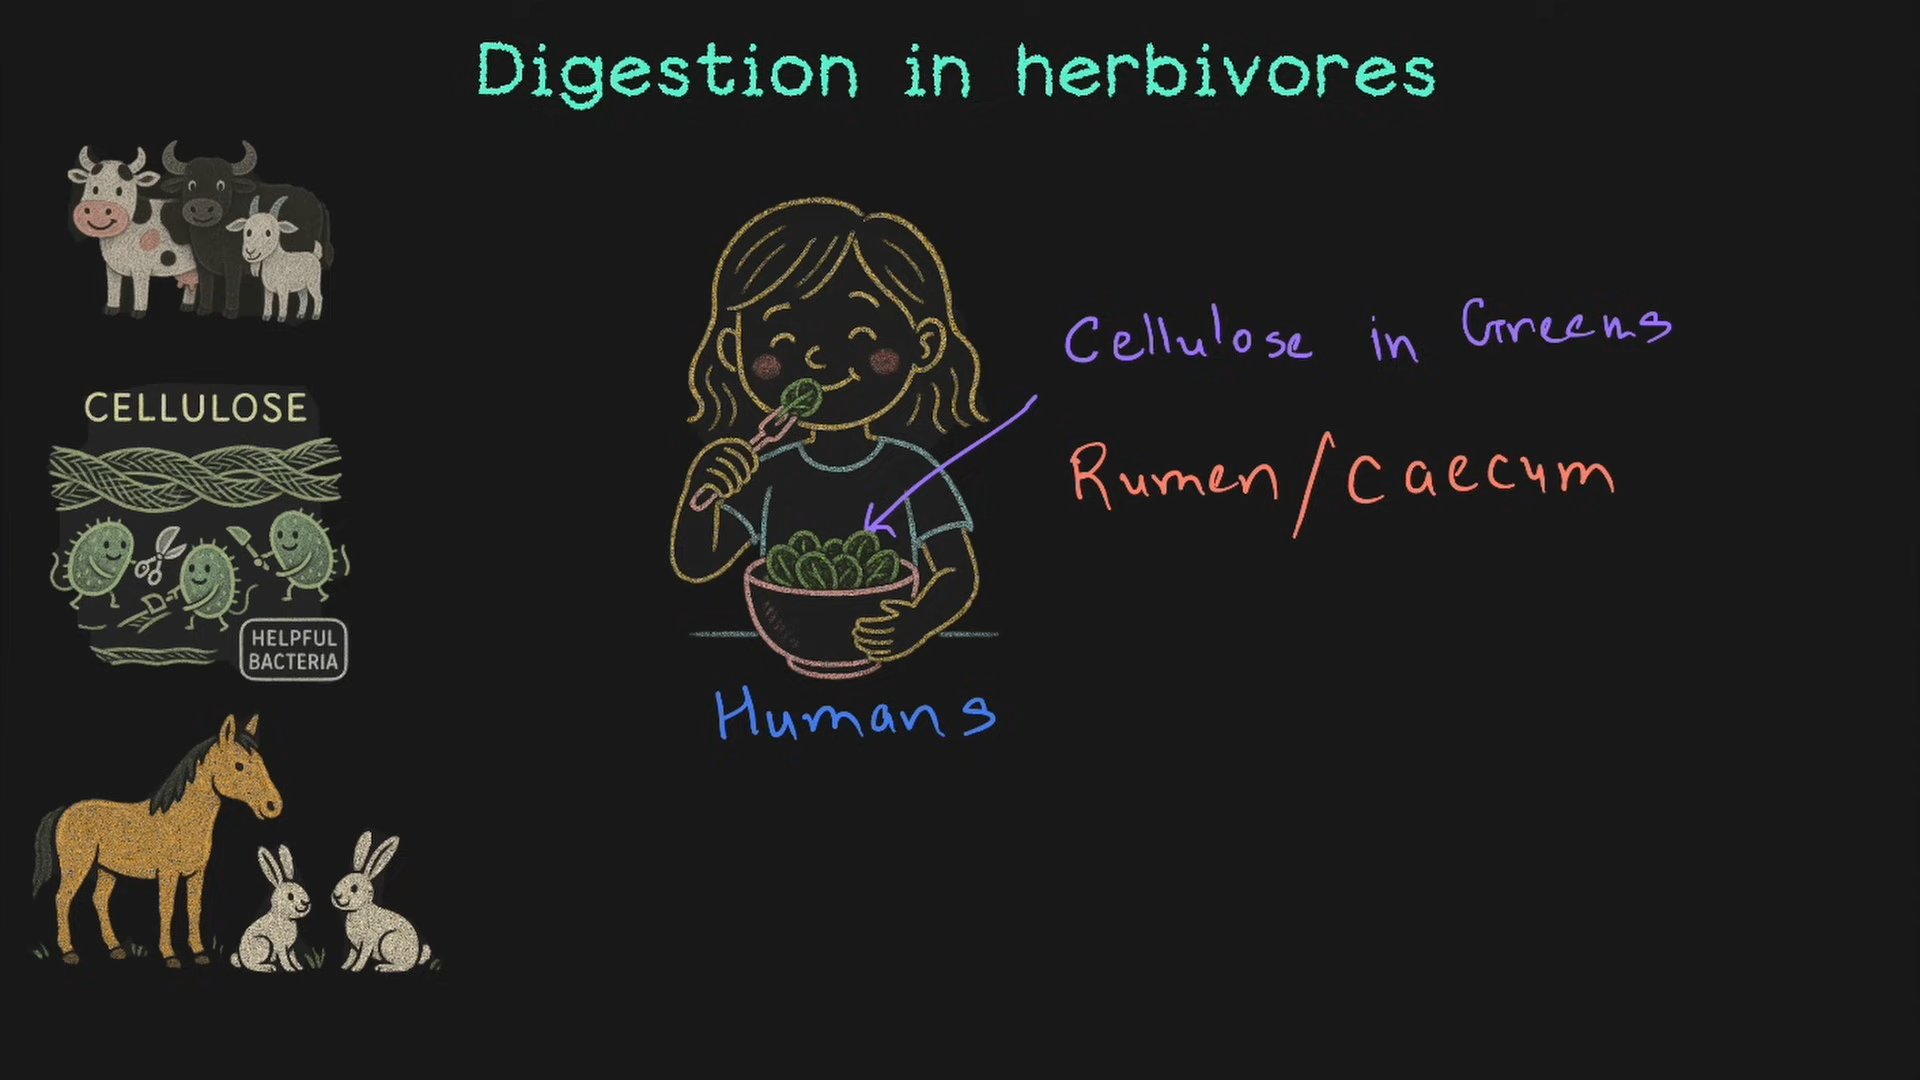 Digestion in herbivores
CELLULOSE
HELPFUL
BACTERIA
Cellulose in Greens
Rumen/Caecum
Humans